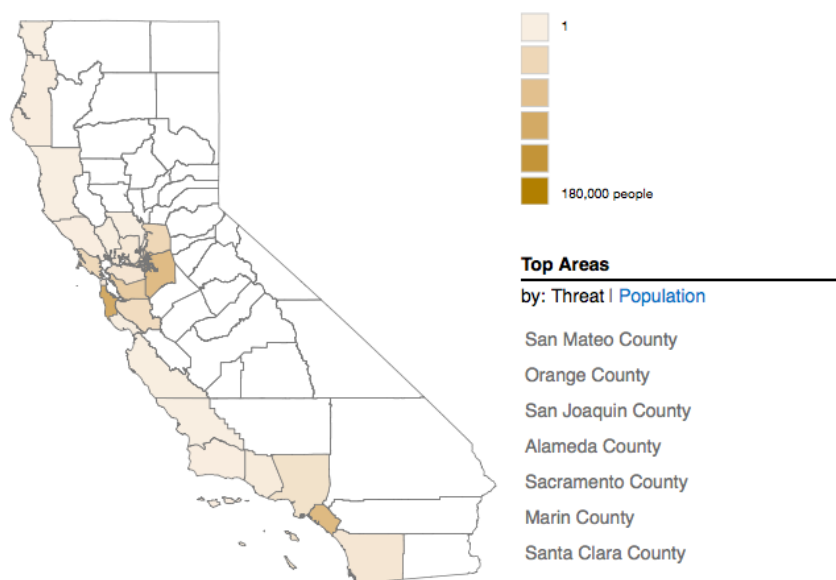 1
180,000 people
Top Areas
by: Threat | Population
San Mateo County
Orange County
San Joaquin County
Alameda County
Sacramento County
Marin County
Santa Clara County